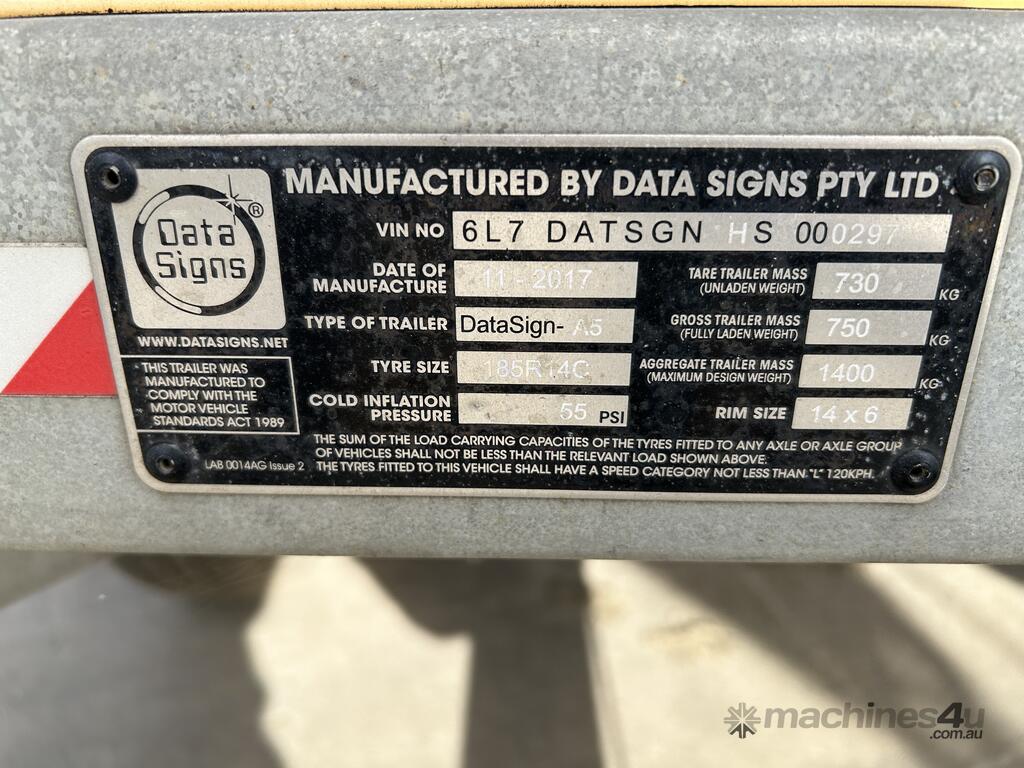 Data
Signs
®
WWW.DATASIGNS.NET
THIS TRAILER WAS
MANUFACTURED TO
COMPLY WITH THE
MOTOR VEHICLE
STANDARDS ACT 1989
MANUFACTURED BY DATA SIGNS PTY LTD
VIN NO 6L7 DATSGN HS 000297
DATE OF
MANUFACTURE 11 - 2017
TYPE OF TRAILER DataSign- A5
TYRE SIZE 185R14C
COLD INFLATION
PRESSURE 55 PSI
TARE TRAILER MASS
(UNLADEN WEIGHT) 730 KG
GROSS TRAILER MASS
(FULLY LADEN WEIGHT) 750 KG
AGGREGATE TRAILER MASS
(MAXIMUM DESIGN WEIGHT) 1400 KG
RIM SIZE 14 x 6
THE SUM OF THE LOAD CARRYING CAPACITIES OF THE TYRES FITTED TO ANY AXLE OR AXLE GROUP
OF VEHICLES SHALL NOT BE LESS THAN THE RELEVANT LOAD SHOWN ABOVE.
THE TYRES FITTED TO THIS VEHICLE SHALL HAVE A SPEED CATEGORY NOT LESS THAN "L" 120KPH.
LAB 0014AG Issue 2
machines4u
.com.au